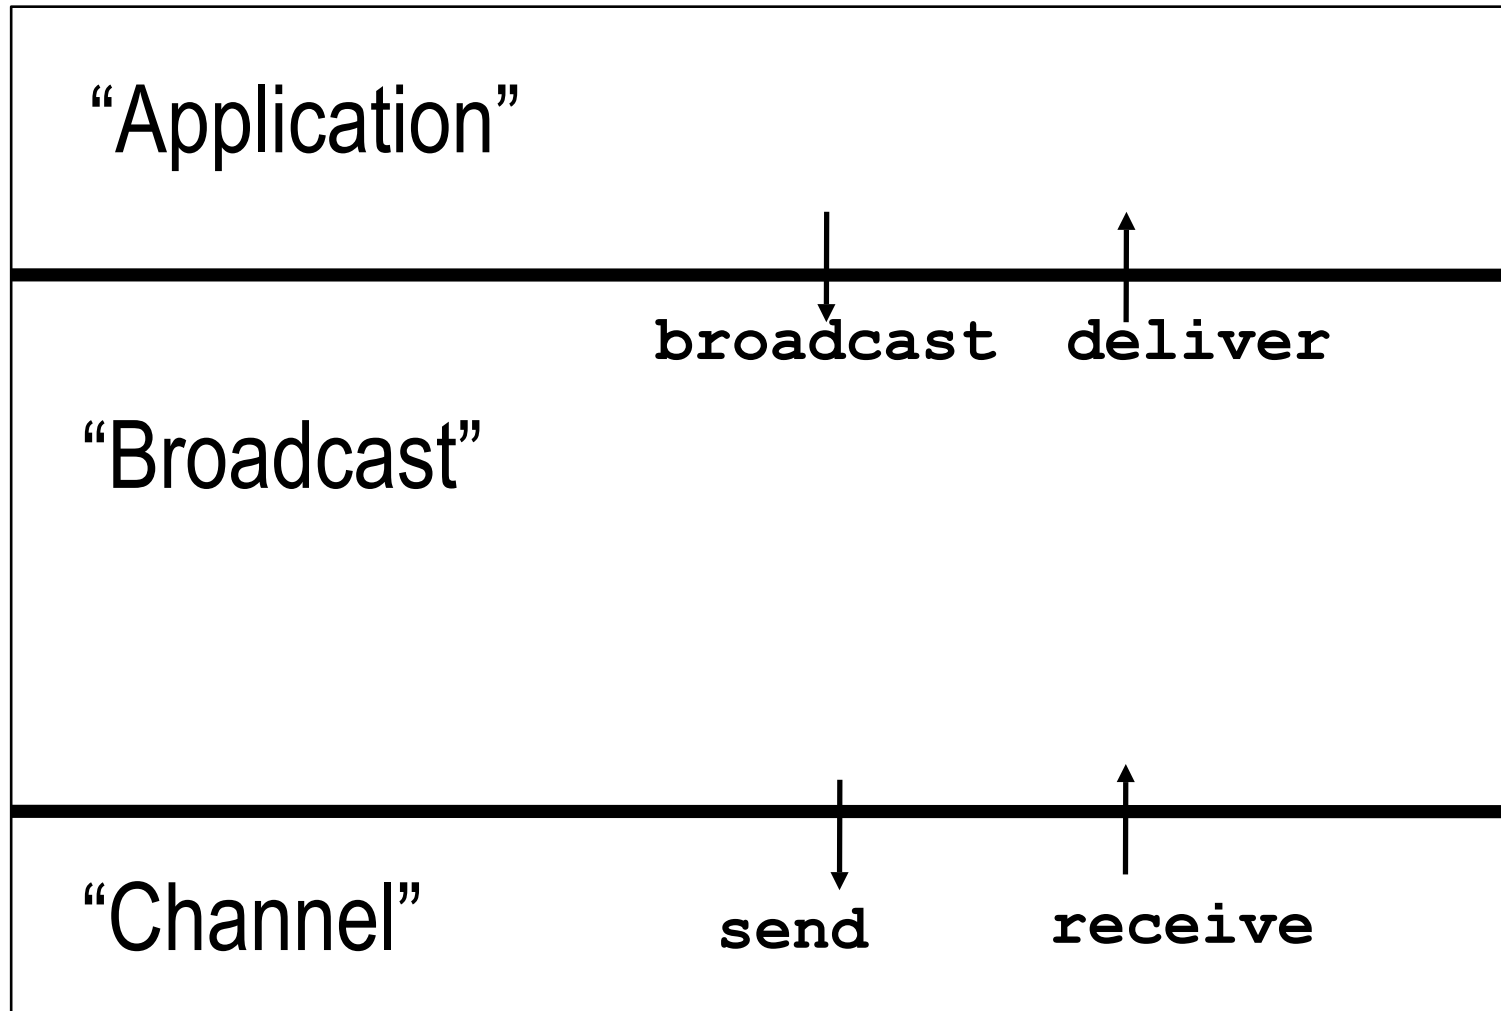 “Application”
broadcast deliver
“Broadcast”
“Channel”
send receive